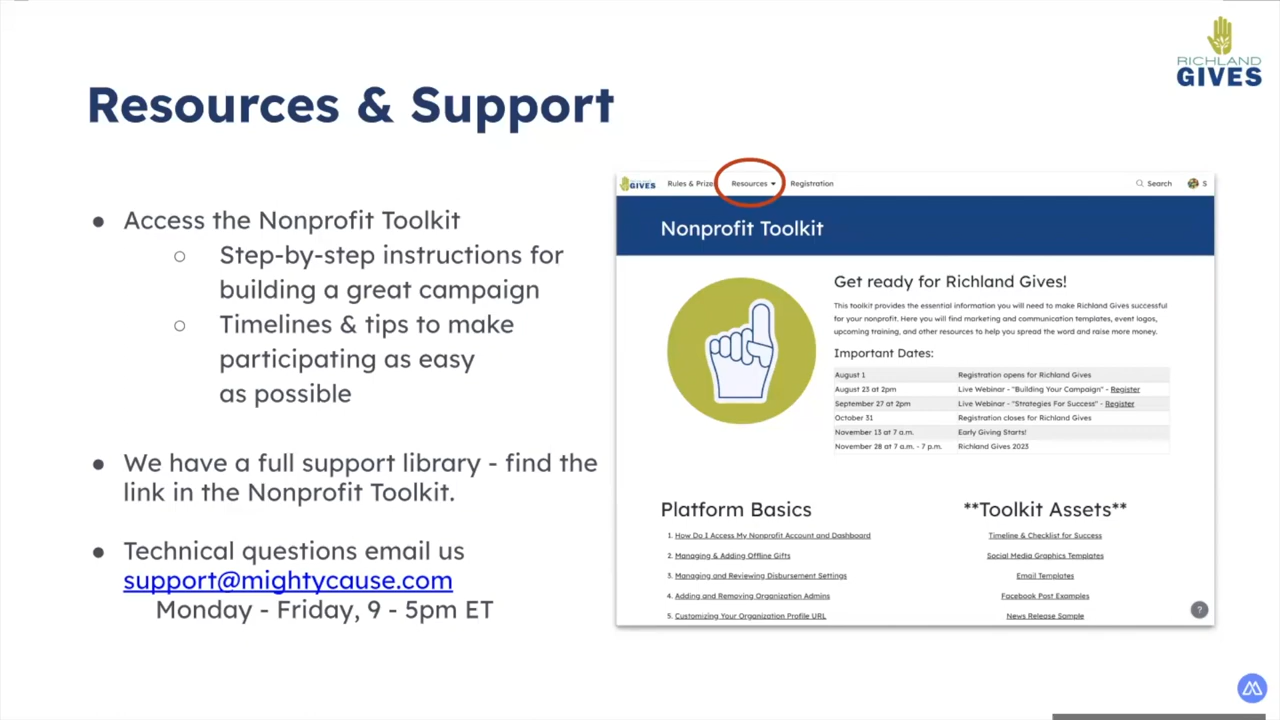 RICHLAND
GIVES
Resources & Support
● Access the Nonprofit Toolkit
○ Step-by-step instructions for
building a great campaign
○ Timelines & tips to make
participating as easy
as possible
● We have a full support library - find the
link in the Nonprofit Toolkit.
● Technical questions email us
support@mightycause.com
Monday - Friday, 9 - 5pm ET
GIVES Rules & Prize Resources Registration Search S
Nonprofit Toolkit
Get ready for Richland Gives!
This toolkit provides the essential information you will need to make Richland Gives successful
for your nonprofit. Here you will find marketing and communication templates, event logos,
upcoming training, and other resources to help you spread the word and raise more money.
Important Dates:
August 1 Registration opens for Richland Gives
August 23 at 2pm Live Webinar - "Building Your Campaign" - Register
September 27 at 2pm Live Webinar - "Strategies For Success" - Register
October 31 Registration closes for Richland Gives
November 13 at 7 a.m. Early Giving Starts!
November 28 at 7 a.m. - 7 p.m. Richland Gives 2023
Platform Basics
1. How Do I Access My Nonprofit Account and Dashboard
2. Managing & Adding Offline Gifts
3. Managing and Reviewing Disbursement Settings
4. Adding and Removing Organization Admins
5. Customizing Your Organization Profile URL
**Toolkit Assets**
Timeline & Checklist for Success
Social Media Graphics Templates
Email Templates
Facebook Post Examples
News Release Sample
?